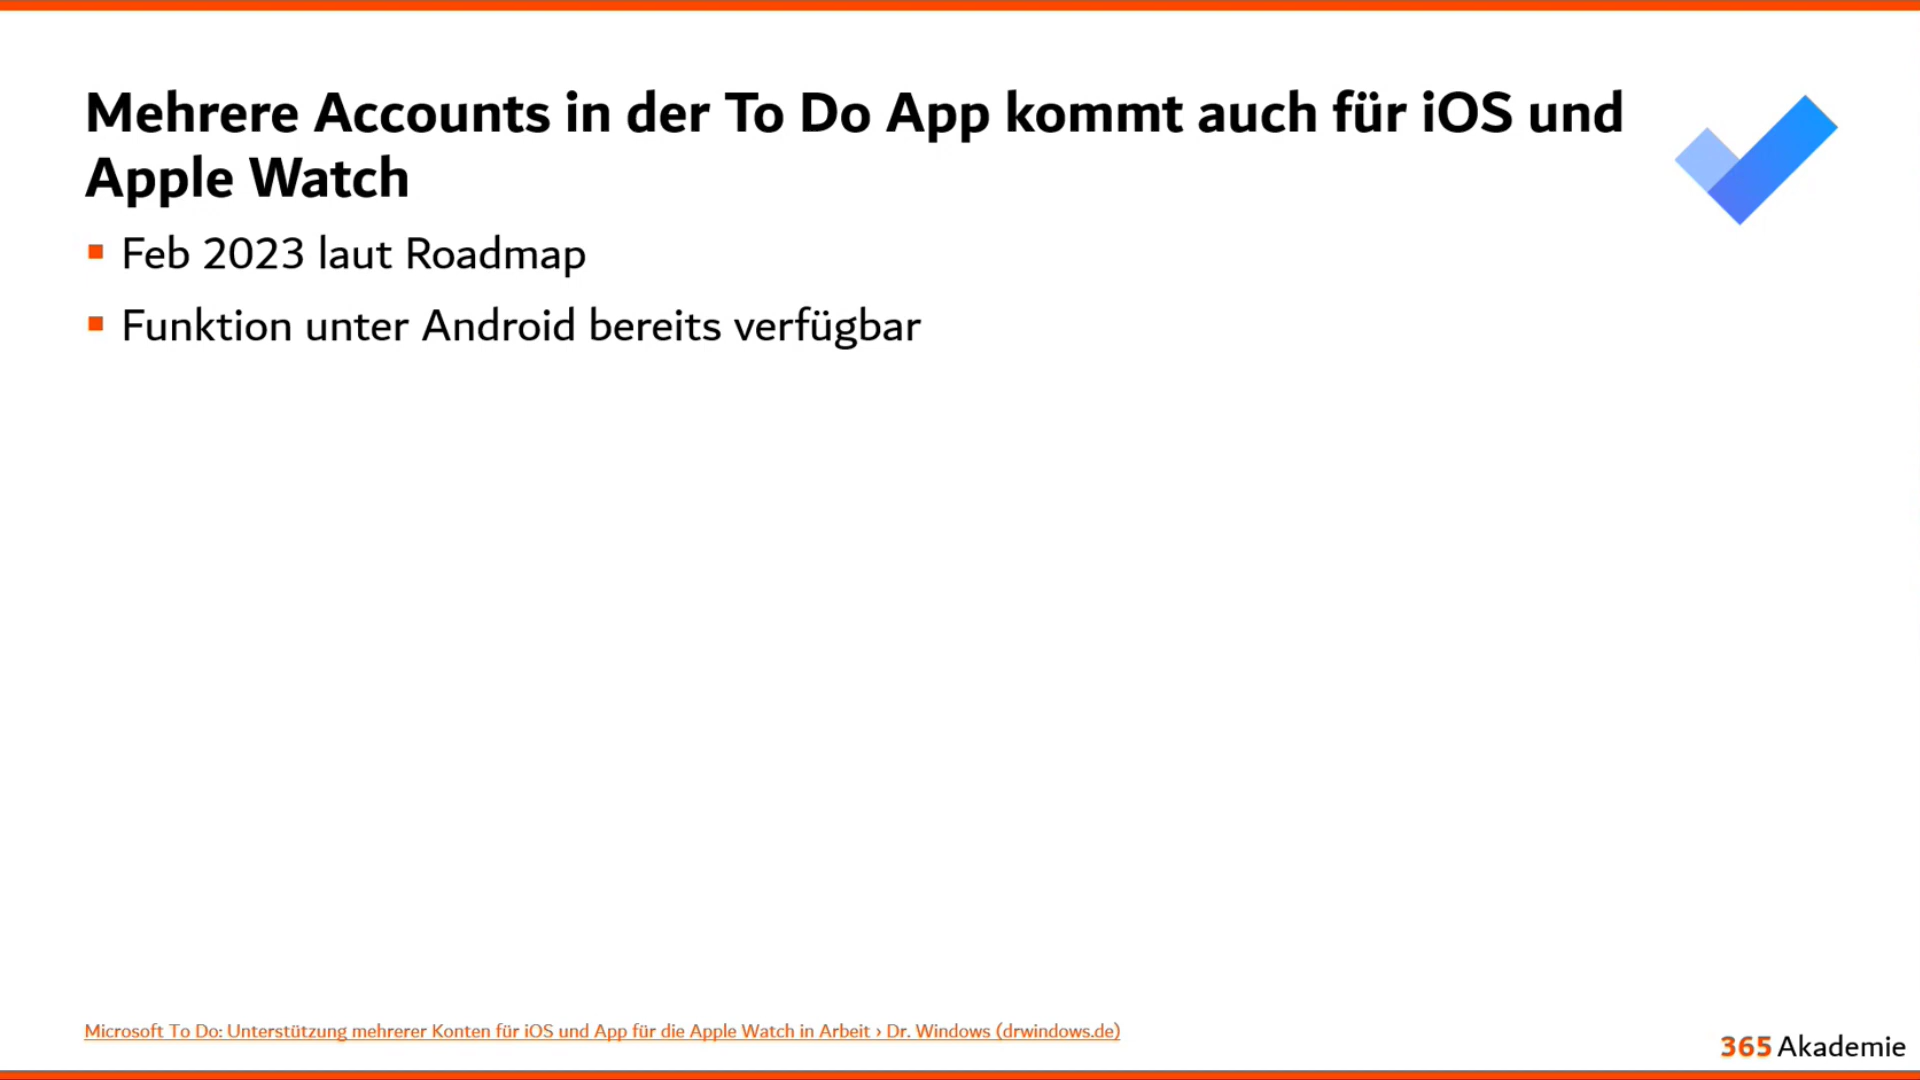 Mehrere Accounts in der To Do App kommt auch für iOS und
Apple Watch
Feb 2023 laut Roadmap
Funktion unter Android bereits verfügbar
Microsoft To Do: Unterstützung mehrerer Konten für iOS und App für die Apple Watch in Arbeit › Dr. Windows (drwindows.de)
365 Akademie